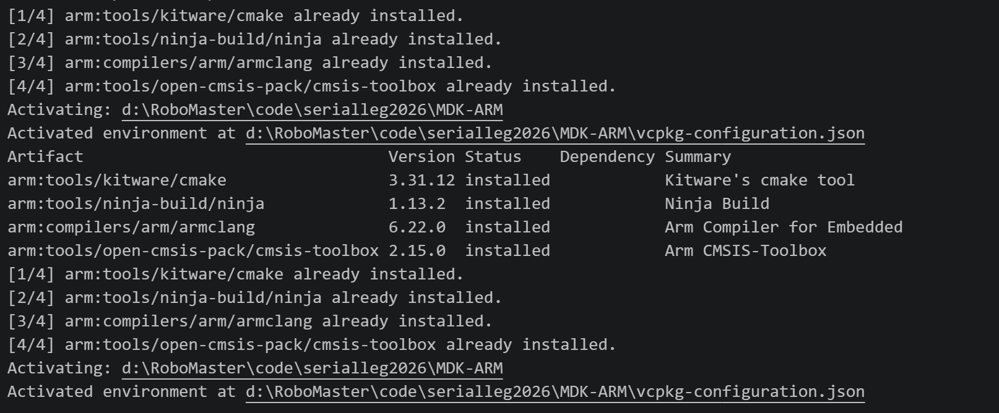 [1/4] arm:tools/kitware/cmake already installed.
[2/4] arm:tools/ninja-build/ninja already installed.
[3/4] arm:compilers/arm/armclang already installed.
[4/4] arm:tools/open-cmsis-pack/cmsis-toolbox already installed.
Activating: d:\RoboMaster\code\serialleg2026\MDK-ARM
Activated environment at d:\RoboMaster\code\serialleg2026\MDK-ARM\vcpkg-configuration.json
Artifact                                Version Status    Dependency Summary
arm:tools/kitware/cmake                 3.31.12 installed            Kitware's cmake tool
arm:tools/ninja-build/ninja             1.13.2  installed            Ninja Build
arm:compilers/arm/armclang              6.22.0  installed            Arm Compiler for Embedded
arm:tools/open-cmsis-pack/cmsis-toolbox 2.15.0  installed            Arm CMSIS-Toolbox
[1/4] arm:tools/kitware/cmake already installed.
[2/4] arm:tools/ninja-build/ninja already installed.
[3/4] arm:compilers/arm/armclang already installed.
[4/4] arm:tools/open-cmsis-pack/cmsis-toolbox already installed.
Activating: d:\RoboMaster\code\serialleg2026\MDK-ARM
Activated environment at d:\RoboMaster\code\serialleg2026\MDK-ARM\vcpkg-configuration.json